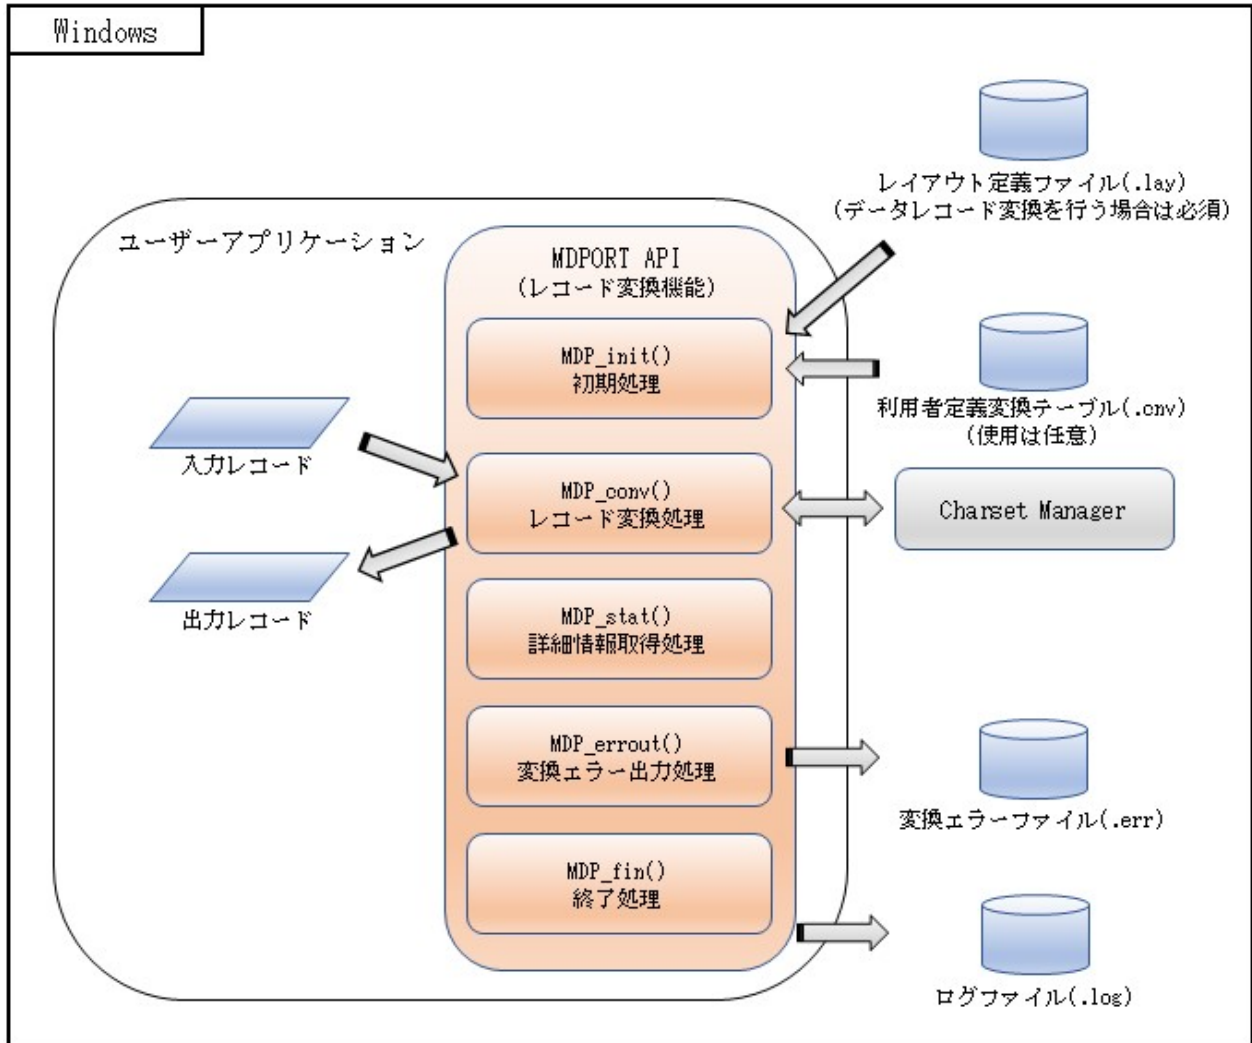 Windows
レイアウト定義ファイル(.lay)
(データレコード変換を行う場合は必須)
ユーザーアプリケーション
MDPORT API
(レコード変換機能)
MDP_init()
初期処理
利用者定義変換テーブル(.cnv)
(使用は任意)
入力レコード
MDP_conv()
レコード変換処理
Charset Manager
出力レコード
MDP_stat()
詳細情報取得処理
MDP_errout()
変換エラー出力処理
変換エラーファイル(.err)
MDP_fin()
終了処理
ログファイル(.log)